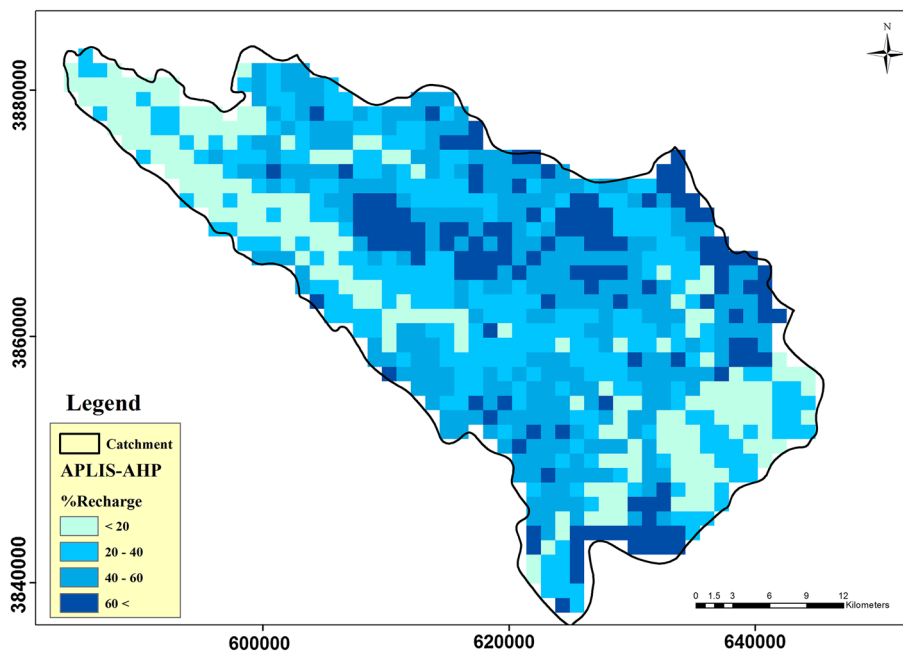 N
3880000
3860000
3840000
Legend
Catchment
APLIS-AHP
%Recharge
< 20
20 - 40
40 - 60
60 <
0 1.5 3 6 9 12
Kilometers
600000 620000 640000